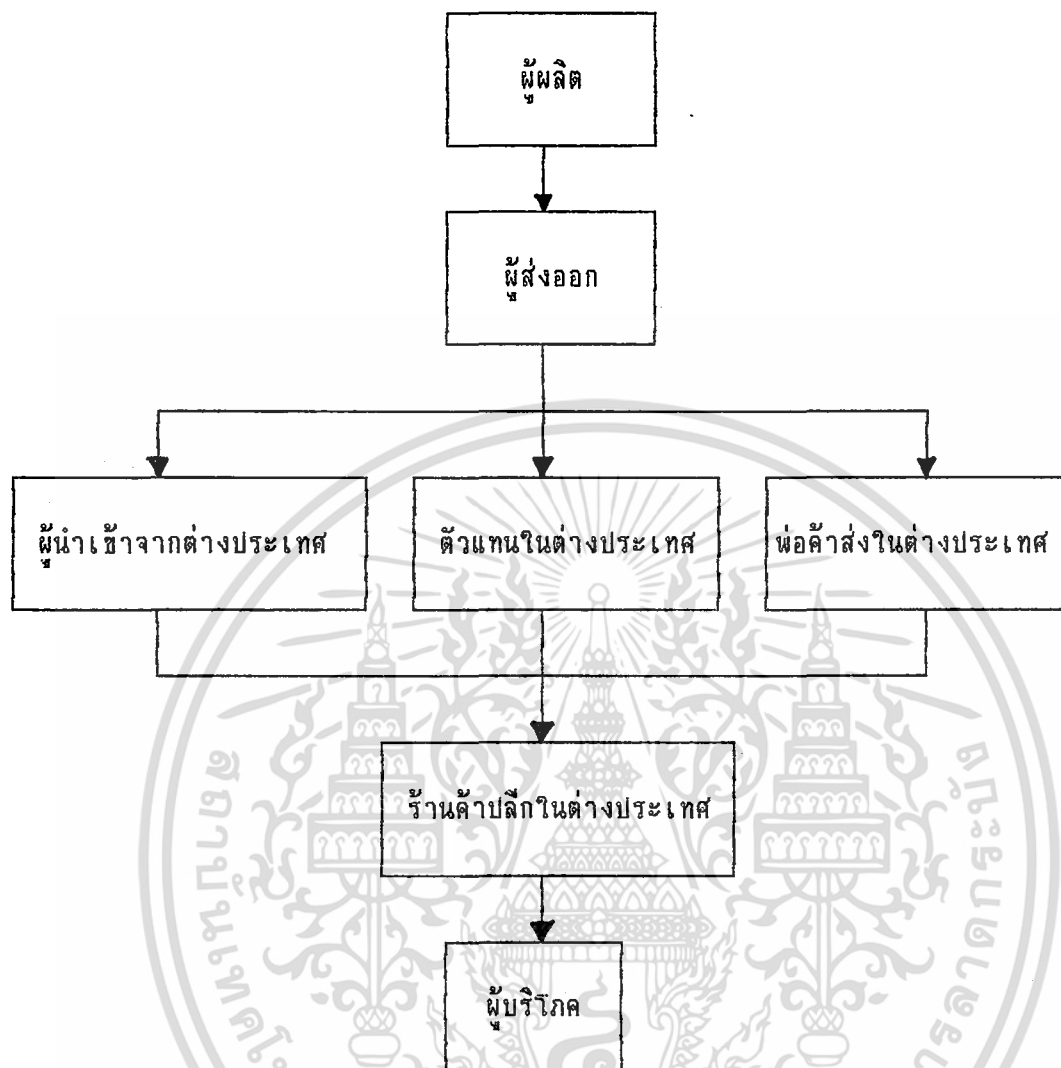 ผู้ผลิต
ผู้ส่งออก
ผู้นำเข้าจากต่างประเทศ
ตัวแทนในต่างประเทศ
พ่อค้าส่งในต่างประเทศ
ร้านค้าปลีกในต่างประเทศ
ผู้บริโภค